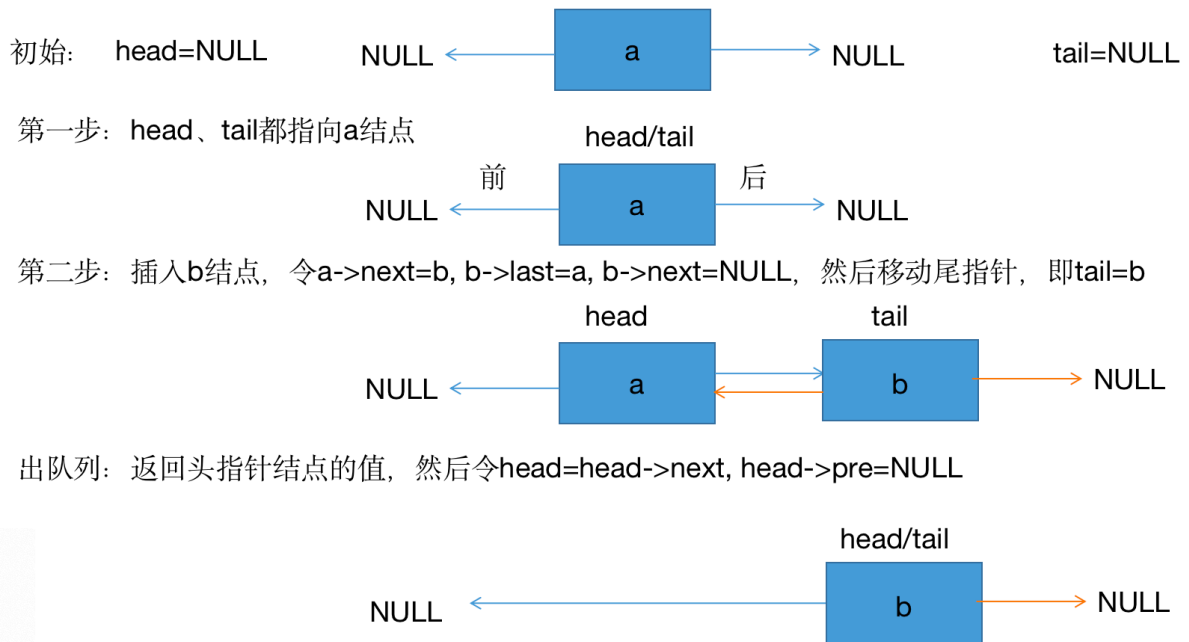 初始： head=NULL NULL a NULL tail=NULL
第一步：head、tail都指向a结点
head/tail
前 后
NULL a NULL
第二步：插入b结点，令a->next=b, b->last=a, b->next=NULL，然后移动尾指针，即tail=b
head tail
NULL a b NULL
出队列：返回头指针结点的值，然后令head=head->next, head->pre=NULL
head/tail
NULL b NULL